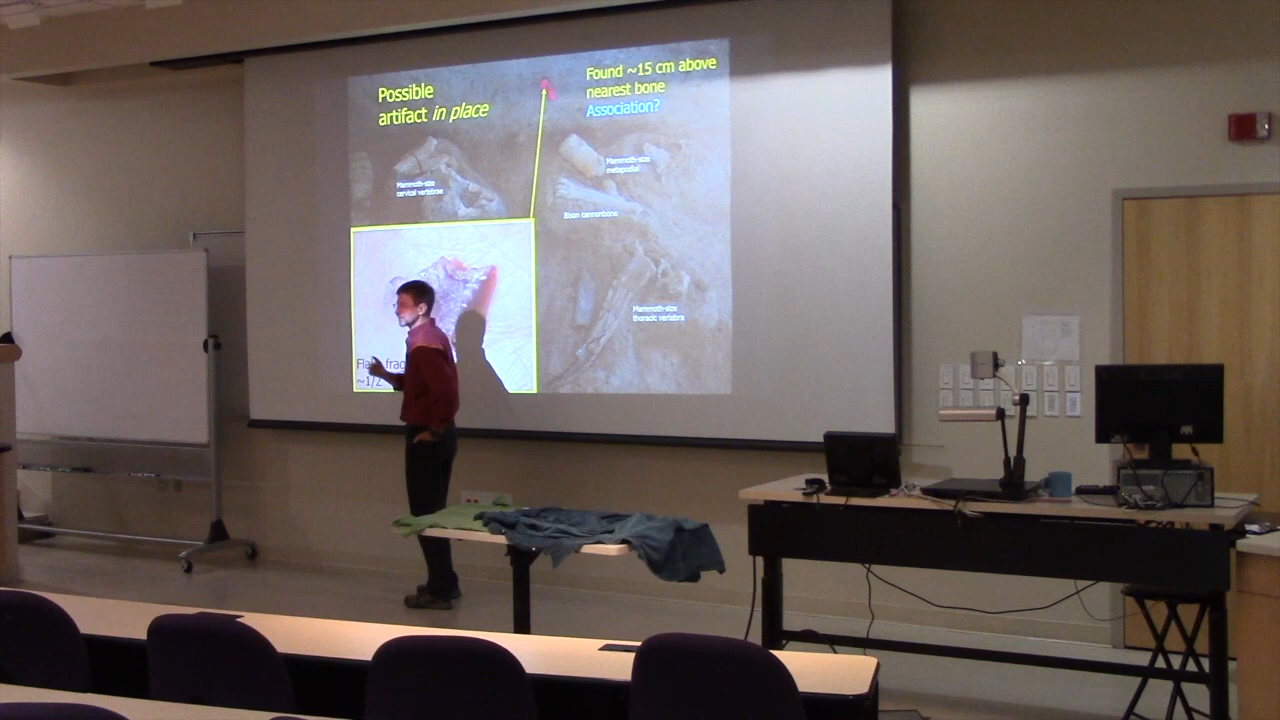 Possible
artifact in place
Found ~15 cm above
nearest bone
Association?
Mammoth-size
cervical vertebrae
Mammoth-size
metapodial
Bison cannonbone
Mammoth-size
thoracic vertebra
~1/2